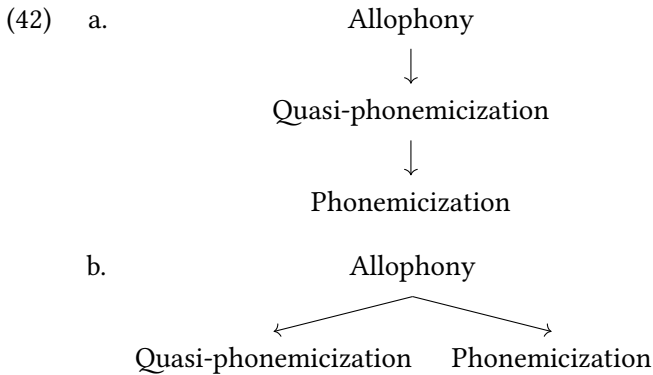 (42) a. Allophony
Quasi-phonemicization
Phonemicization
b. Allophony
Quasi-phonemicization Phonemicization